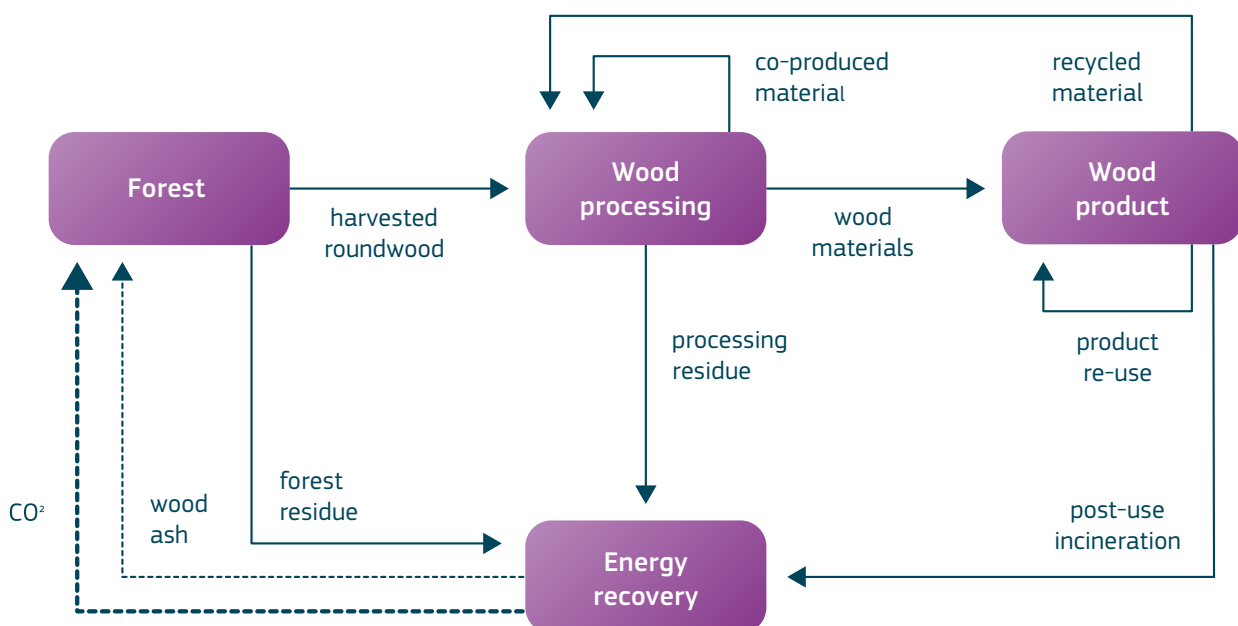 co-produced
material
recycled
material
Forest
Wood
processing
Wood
product
harvested
roundwood
wood
materials
processing
residue
product
re-use
CO²
wood
ash
forest
residue
post-use
incineration
Energy
recovery